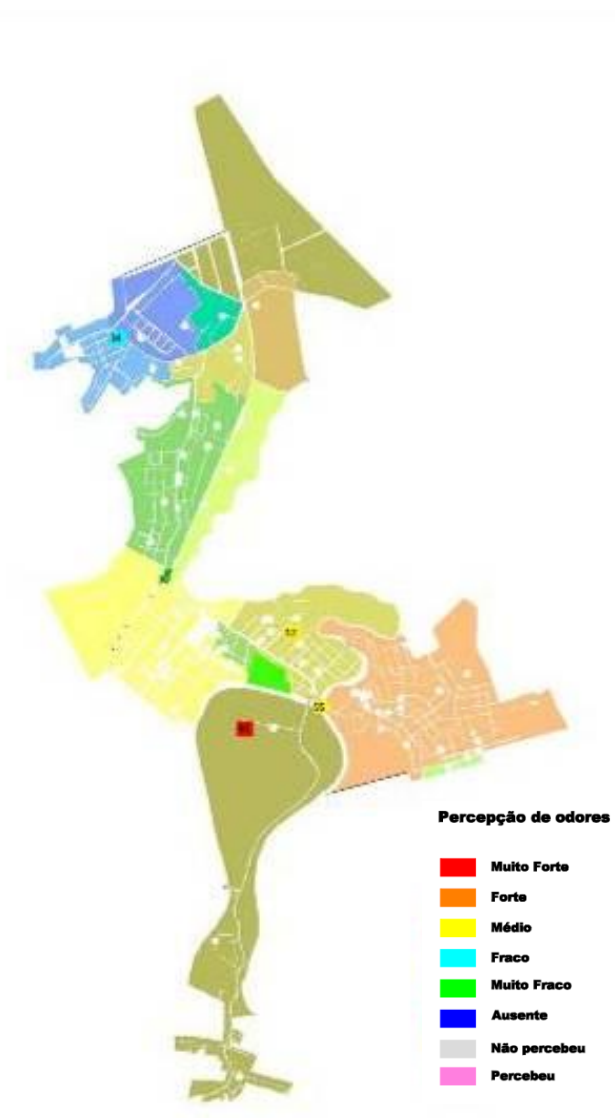 Percepção de odores
Muito Forte
Forte
Médio
Fraco
Muito Fraco
Ausente
Não percebeu
Percebeu